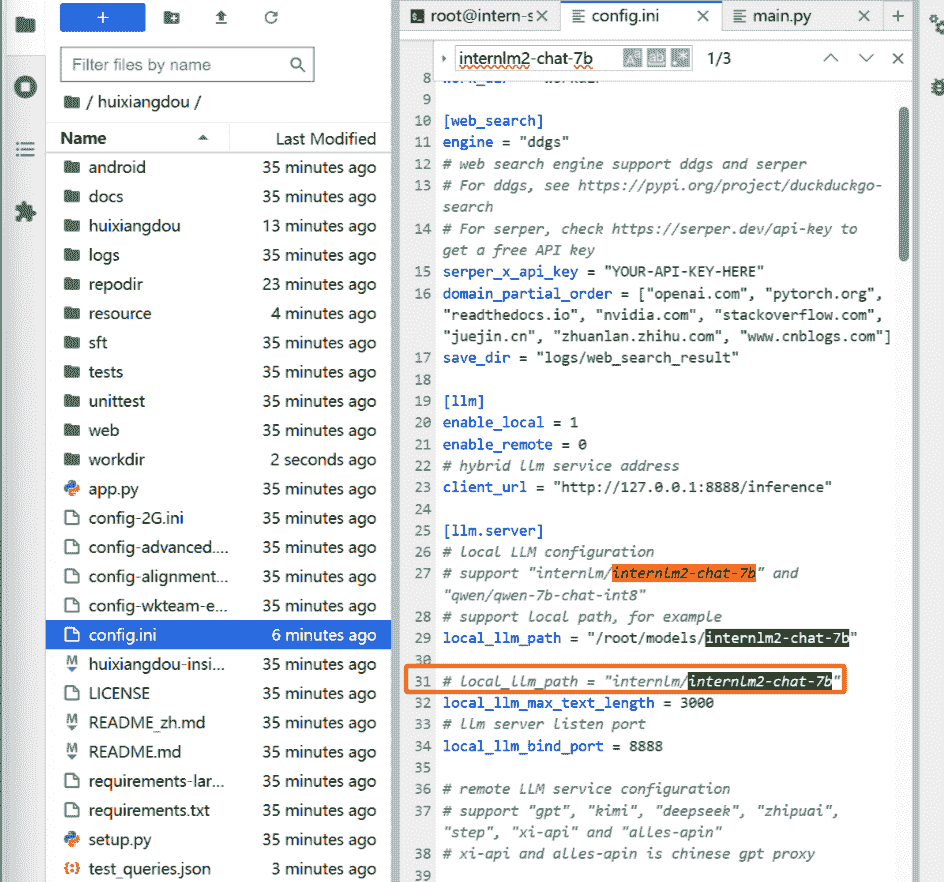 +
Filter files by name
/ huixiangdou /
Name Last Modified
android 35 minutes ago
docs 35 minutes ago
huixiangdou 13 minutes ago
logs 35 minutes ago
repodir 23 minutes ago
resource 4 minutes ago
sft 35 minutes ago
tests 35 minutes ago
unittest 35 minutes ago
web 35 minutes ago
workdir 2 seconds ago
app.py 35 minutes ago
config-2G.ini 35 minutes ago
config-advanced.... 35 minutes ago
config-alignment... 35 minutes ago
config-wkteam-e... 35 minutes ago
config.ini 6 minutes ago
huixiangdou-insi... 35 minutes ago
LICENSE 35 minutes ago
README_zh.md 35 minutes ago
README.md 35 minutes ago
requirements-lar... 35 minutes ago
requirements.txt 35 minutes ago
setup.py 35 minutes ago
test_queries.json 3 minutes ago
root@intern-s config.ini main.py +
internlm2-chat-7b 1/3
8
9
10 [web_search]
11 engine = "ddgs"
12 # web search engine support ddgs and serper
13 # For ddgs, see https://pypi.org/project/duckduckgo-
search
14 # For serper, check https://serper.dev/api-key to
get a free API key
15 serper_x_api_key = "YOUR-API-KEY-HERE"
16 domain_partial_order = ["openai.com", "pytorch.org",
"readthedocs.io", "nvidia.com", "stackoverflow.com",
"juejin.cn", "zhuanlan.zhihu.com", "www.cnblogs.com"]
17 save_dir = "logs/web_search_result"
18
19 [llm]
20 enable_local = 1
21 enable_remote = 0
22 # hybrid llm service address
23 client_url = "http://127.0.0.1:8888/inference"
24
25 [llm.server]
26 # local LLM configuration
27 # support "internlm/internlm2-chat-7b" and
"qwen/qwen-7b-chat-int8"
28 # support local path, for example
29 local_llm_path = "/root/models/internlm2-chat-7b"
30
31 # local_llm_path = "internlm/internlm2-chat-7b"
32 local_llm_max_text_length = 3000
33 # llm server listen port
34 local_llm_bind_port = 8888
35
36 # remote LLM service configuration
37 # support "gpt", "kimi", "deepseek", "zhipuai",
"step", "xi-api" and "alles-apin"
38 # xi-api and alles-apin is chinese gpt proxy
39